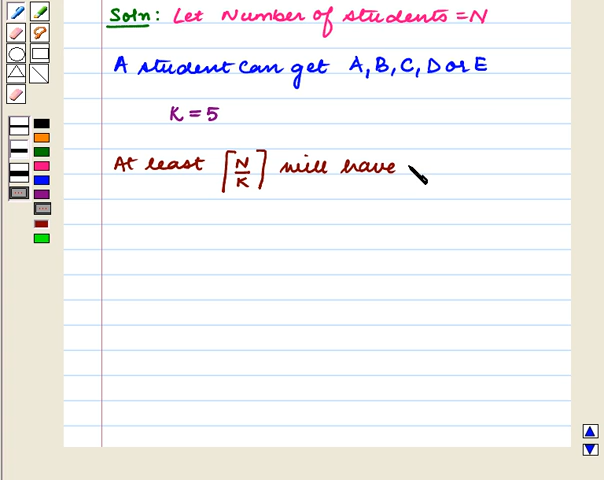 Soln: Let Number of students = N
A student can get A, B, C, D or E
K = 5
At least ⌈N/K⌉ will have